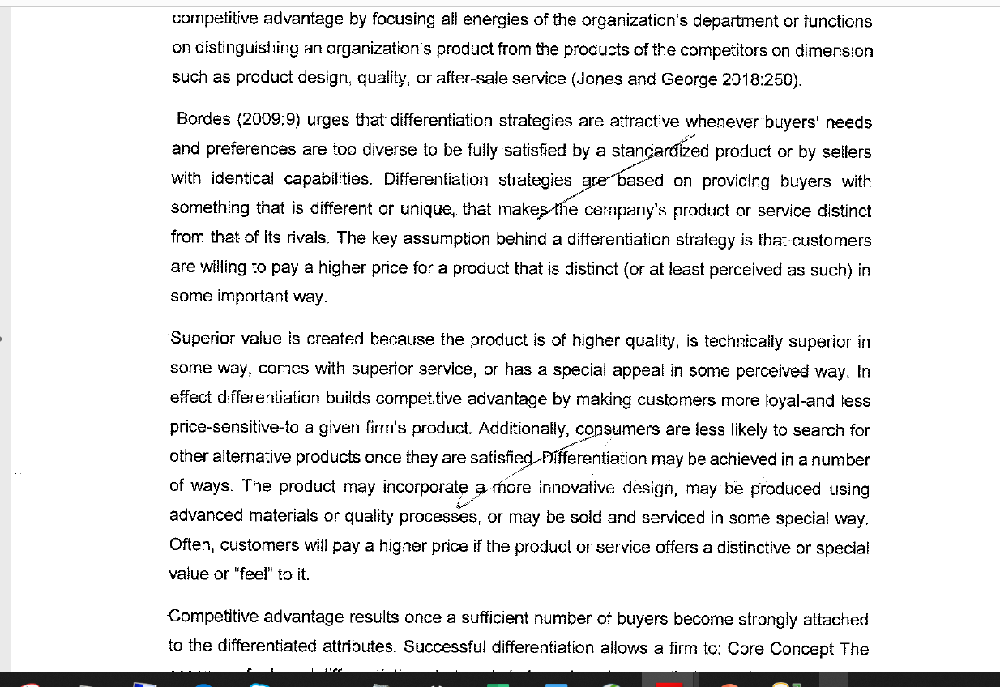 competitive advantage by focusing all energies of the organization's department or functions
on distinguishing an organization's product from the products of the competitors on dimension
such as product design, quality, or after-sale service (Jones and George 2018:250).
Bordes (2009:9) urges that differentiation strategies are attractive whenever buyers' needs
and preferences are too diverse to be fully satisfied by a standardized product or by sellers
with identical capabilities. Differentiation strategies are based on providing buyers with
something that is different or unique, that makes the company's product or service distinct
from that of its rivals. The key assumption behind a differentiation strategy is that customers
are willing to pay a higher price for a product that is distinct (or at least perceived as such) in
some important way.
Superior value is created because the product is of higher quality, is technically superior in
some way, comes with superior service, or has a special appeal in some perceived way. In
effect differentiation builds competitive advantage by making customers more loyal-and less
price-sensitive-to a given firm's product. Additionally, consumers are less likely to search for
other alternative products once they are satisfied. Differentiation may be achieved in a number
of ways. The product may incorporate a more innovative design, may be produced using
advanced materials or quality processes, or may be sold and serviced in some special way.
Often, customers will pay a higher price if the product or service offers a distinctive or special
value or "feel" to it.
Competitive advantage results once a sufficient number of buyers become strongly attached
to the differentiated attributes. Successful differentiation allows a firm to: Core Concept The